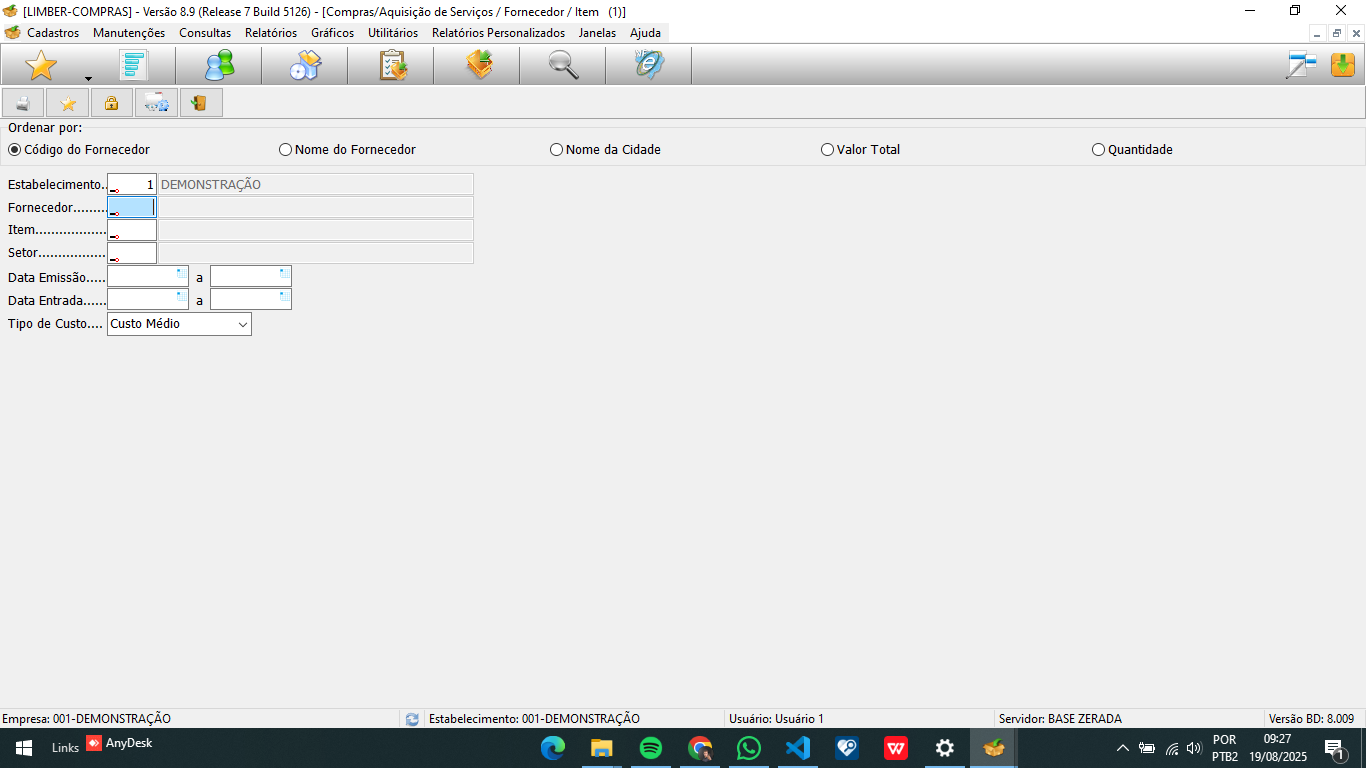 [LIMBER-COMPRAS] - Versão 8.9 (Release 7 Build 5126) - [Compras/Aquisição de Serviços / Fornecedor / Item (1)]
Cadastros Manutenções Consultas Relatórios Gráficos Utilitários Relatórios Personalizados Janelas Ajuda
Ordenar por:
Código do Fornecedor Nome do Fornecedor Nome da Cidade Valor Total Quantidade
Estabelecimento.. 1 DEMONSTRAÇÃO
Fornecedor........
Item..................
Setor.................
Data Emissão..... a
Data Entrada...... a
Tipo de Custo.... Custo Médio
Empresa: 001-DEMONSTRAÇÃO Estabelecimento: 001-DEMONSTRAÇÃO Usuário: Usuário 1 Servidor: BASE ZERADA Versão BD: 8.009
Links AnyDesk POR 09:27
PTB2 19/08/2025 1